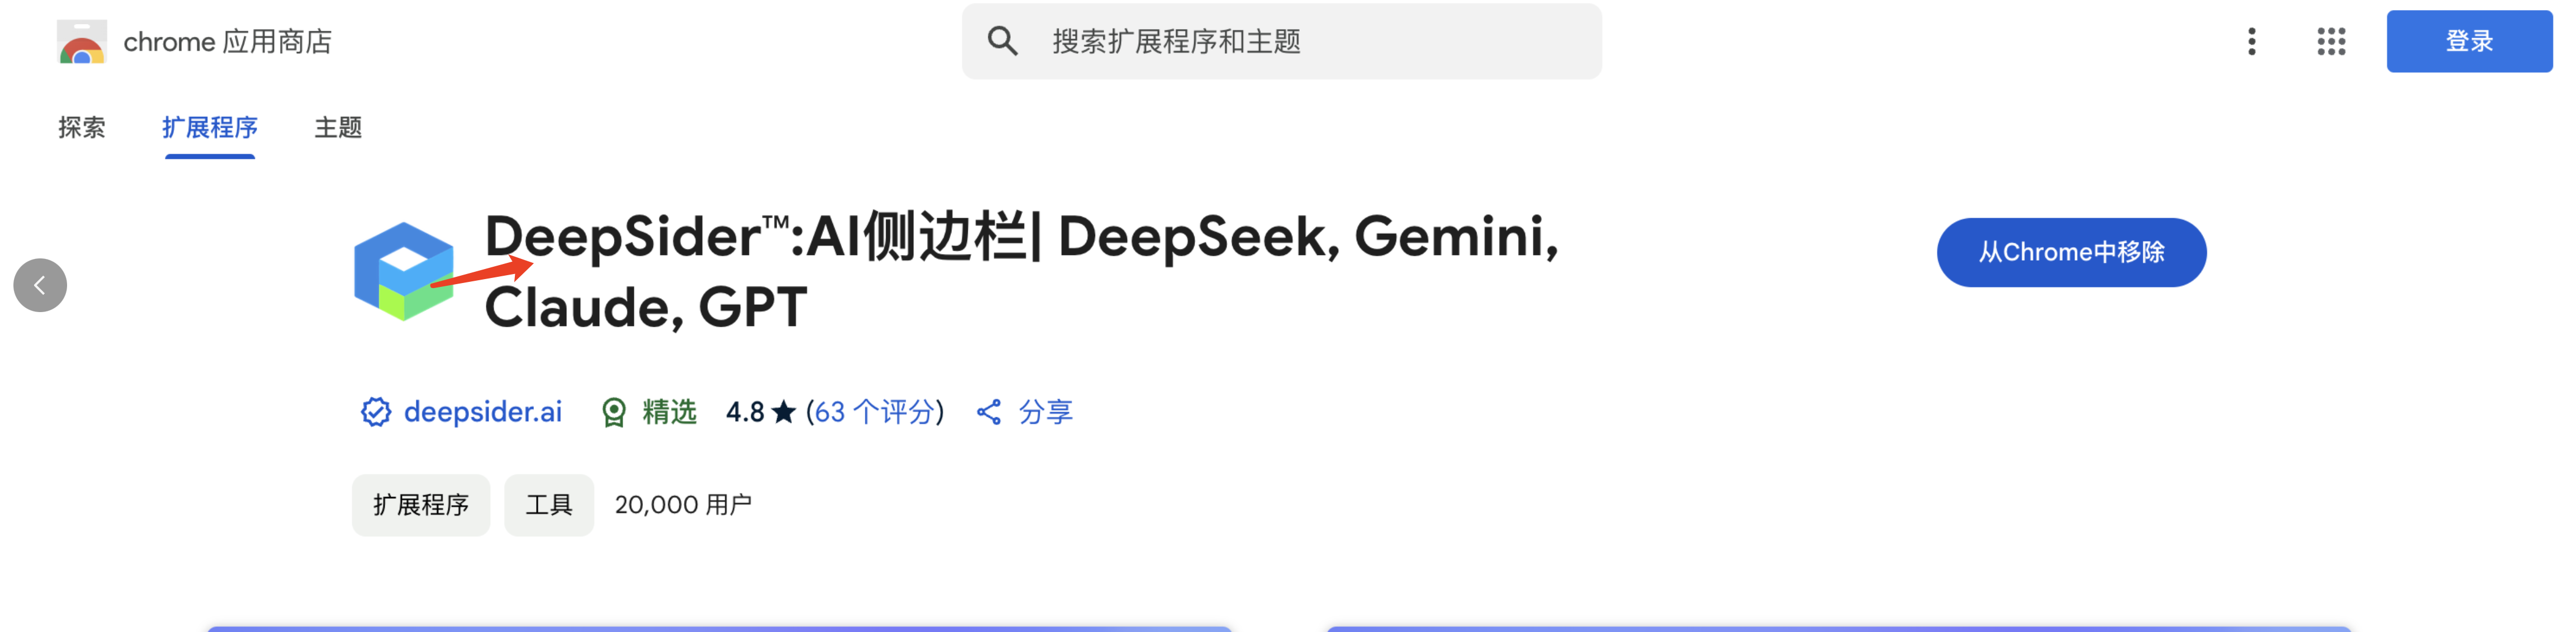 chrome 应用商店
搜索扩展程序和主题
登录
探索
扩展程序
主题
DeepSider™:AI侧边栏| DeepSeek, Gemini,
Claude, GPT
从Chrome中移除
deepsider.ai
精选
4.8★ (63 个评分)
分享
扩展程序
工具
20,000 用户